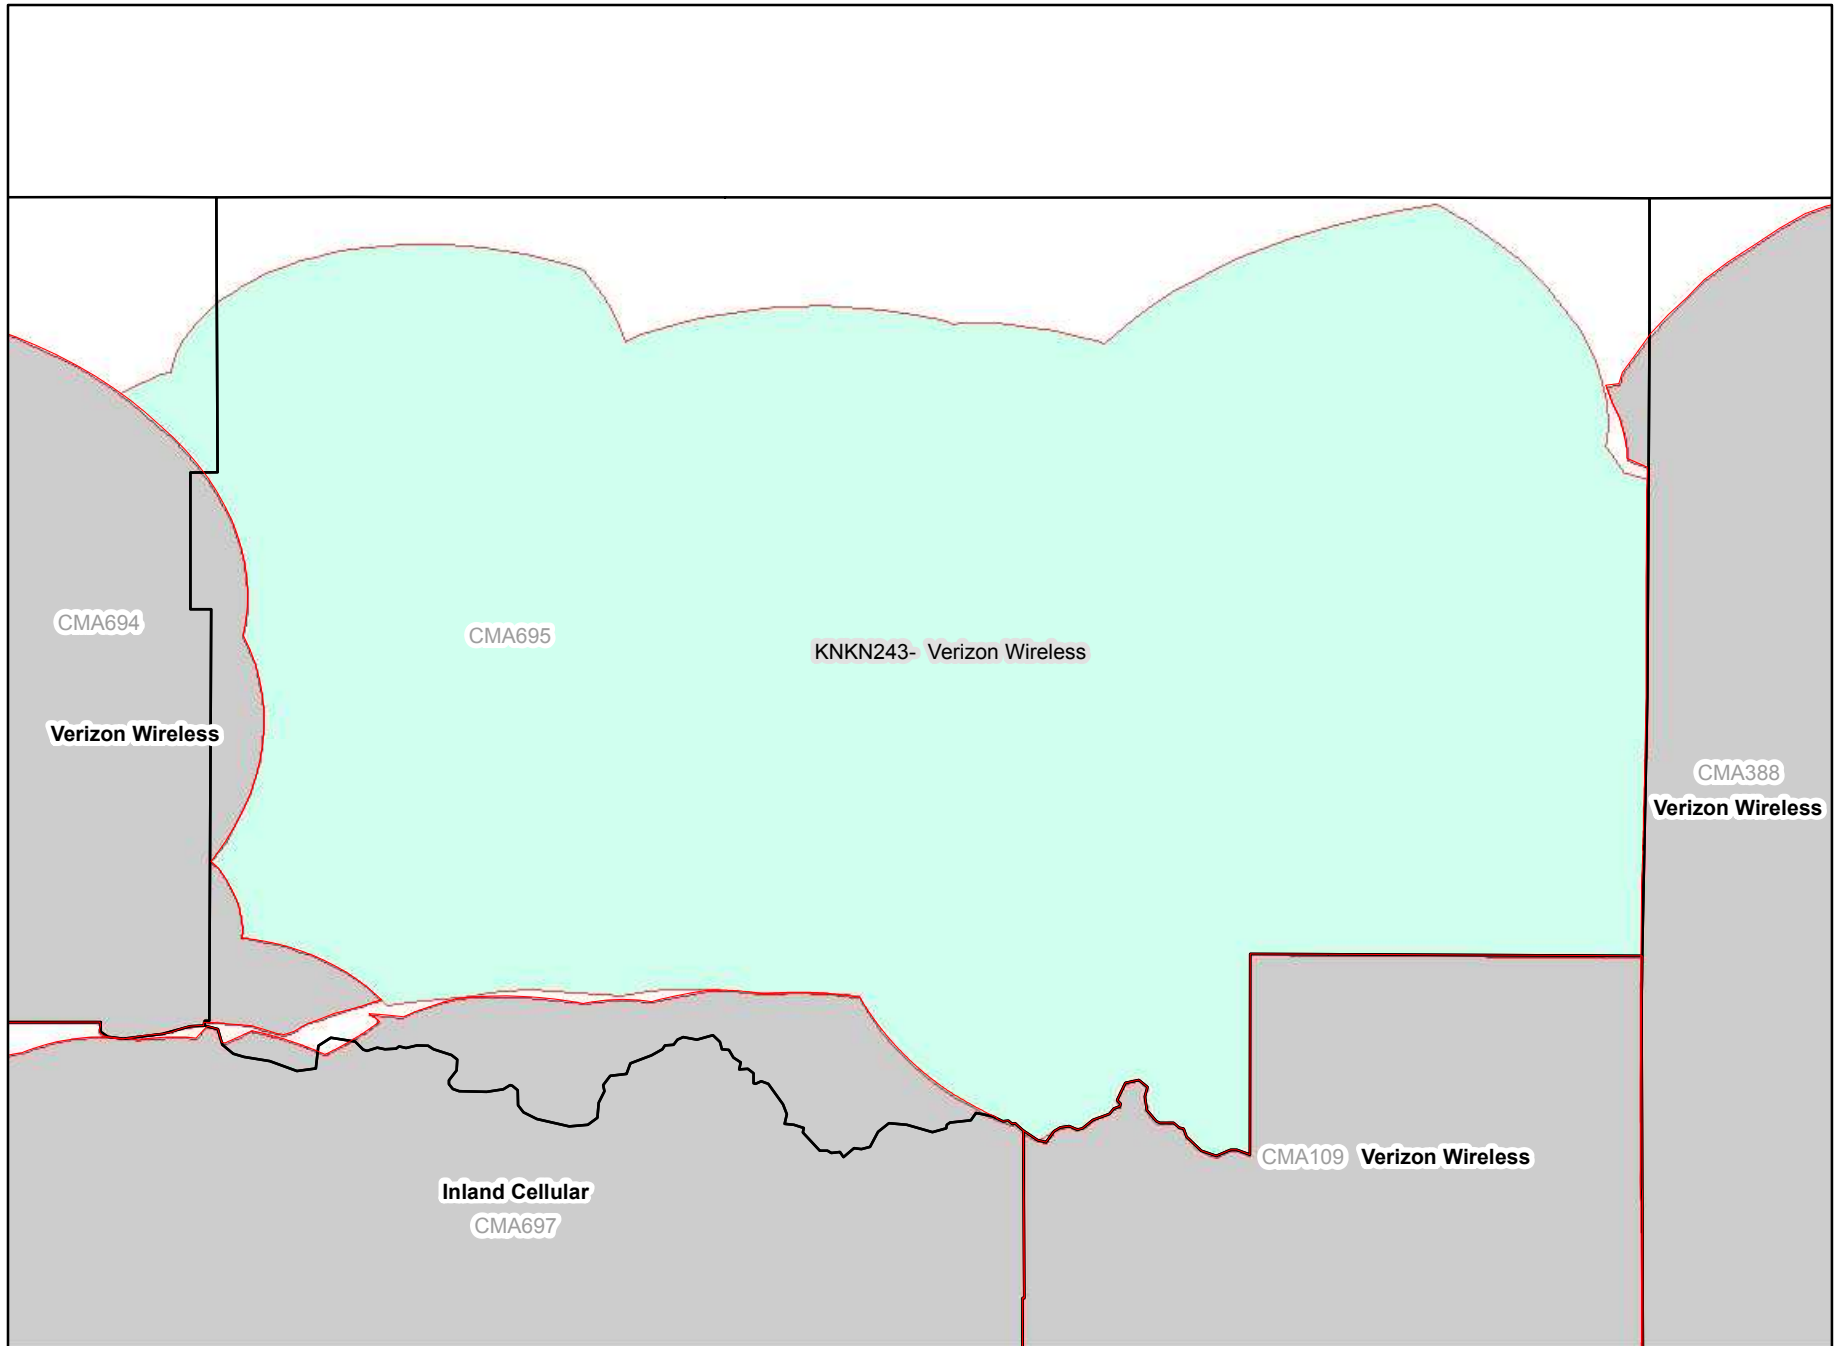 CMA694
CMA695
KNKN243- Verizon Wireless
Verizon Wireless
CMA388
Verizon Wireless
CMA109 Verizon Wireless
Inland Cellular
CMA697